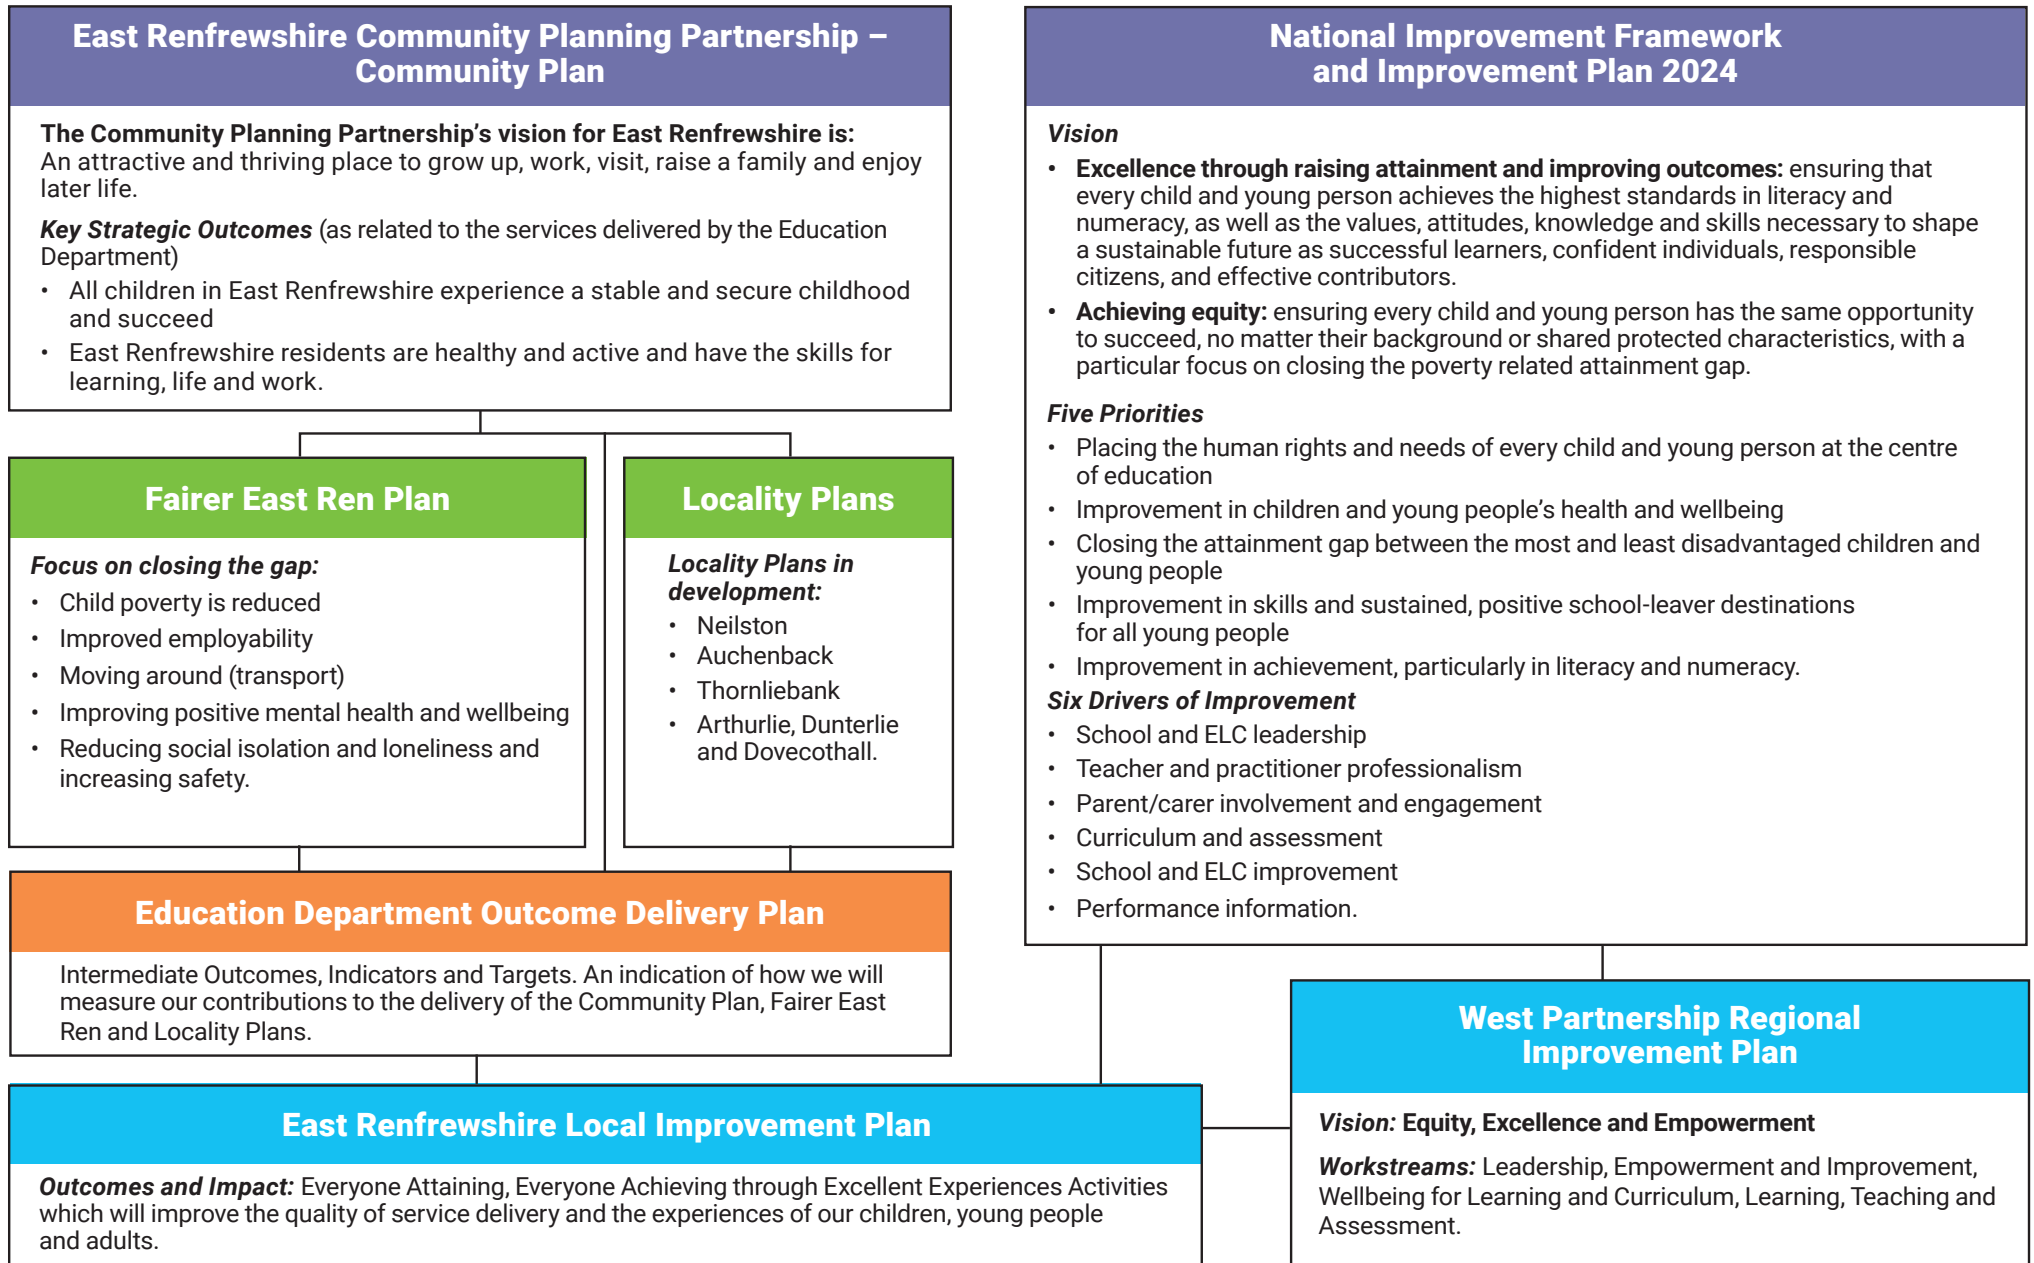 East Renfrewshire Community Planning Partnership –
Community Plan
The Community Planning Partnership’s vision for East Renfrewshire is:
An attractive and thriving place to grow up, work, visit, raise a family and enjoy
later life.
Key Strategic Outcomes (as related to the services delivered by the Education
Department)
• All children in East Renfrewshire experience a stable and secure childhood
and succeed
• East Renfrewshire residents are healthy and active and have the skills for
learning, life and work.
Fairer East Ren Plan
Focus on closing the gap:
• Child poverty is reduced
• Improved employability
• Moving around (transport)
• Improving positive mental health and wellbeing
• Reducing social isolation and loneliness and
increasing safety.
Locality Plans
Locality Plans in
development:
• Neilston
• Auchenback
• Thornliebank
• Arthurlie, Dunterlie
and Dovecothall.
Education Department Outcome Delivery Plan
Intermediate Outcomes, Indicators and Targets. An indication of how we will
measure our contributions to the delivery of the Community Plan, Fairer East
Ren and Locality Plans.
East Renfrewshire Local Improvement Plan
Outcomes and Impact: Everyone Attaining, Everyone Achieving through Excellent Experiences Activities
which will improve the quality of service delivery and the experiences of our children, young people
and adults.
National Improvement Framework
and Improvement Plan 2024
Vision
• Excellence through raising attainment and improving outcomes: ensuring that
every child and young person achieves the highest standards in literacy and
numeracy, as well as the values, attitudes, knowledge and skills necessary to shape
a sustainable future as successful learners, confident individuals, responsible
citizens, and effective contributors.
• Achieving equity: ensuring every child and young person has the same opportunity
to succeed, no matter their background or shared protected characteristics, with a
particular focus on closing the poverty related attainment gap.
Five Priorities
• Placing the human rights and needs of every child and young person at the centre
of education
• Improvement in children and young people’s health and wellbeing
• Closing the attainment gap between the most and least disadvantaged children and
young people
• Improvement in skills and sustained, positive school-leaver destinations
for all young people
• Improvement in achievement, particularly in literacy and numeracy.
Six Drivers of Improvement
• School and ELC leadership
• Teacher and practitioner professionalism
• Parent/carer involvement and engagement
• Curriculum and assessment
• School and ELC improvement
• Performance information.
West Partnership Regional
Improvement Plan
Vision: Equity, Excellence and Empowerment
Workstreams: Leadership, Empowerment and Improvement,
Wellbeing for Learning and Curriculum, Learning, Teaching and
Assessment.